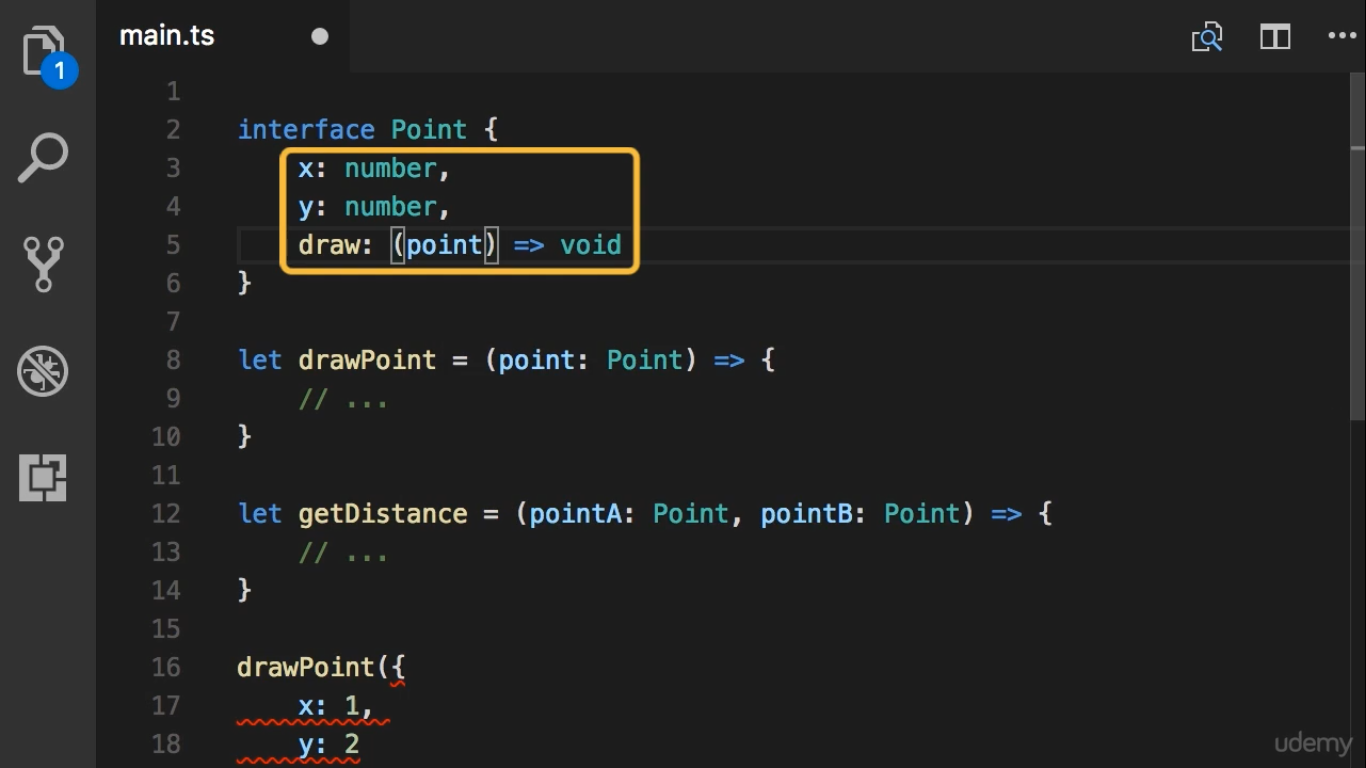 main.ts
1
1
2 interface Point {
3 x: number,
4 y: number,
5 draw: (point) => void
6 }
7
8 let drawPoint = (point: Point) => {
9 // ...
10 }
11
12 let getDistance = (pointA: Point, pointB: Point) => {
13 // ...
14 }
15
16 drawPoint({
17 x: 1,
18 y: 2
udemy